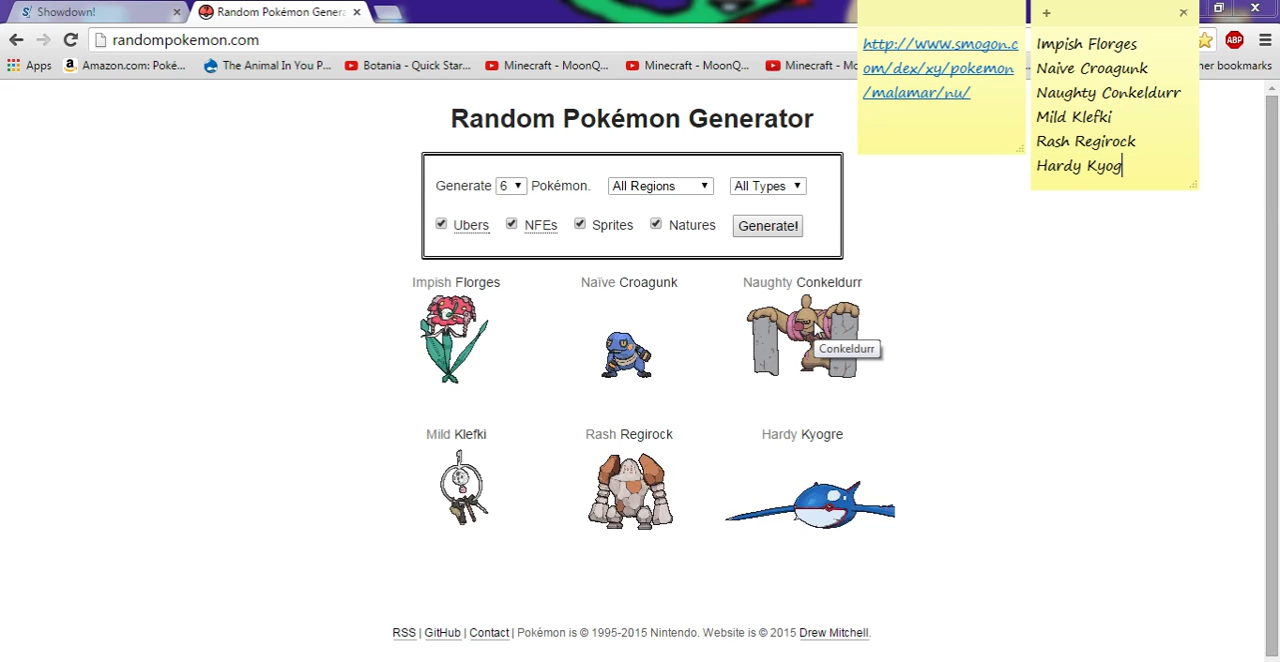 Showdown!
Random Pokémon Genera
randompokemon.com
Apps
Amazon.com: Poké...
The Animal In You P...
Botania - Quick Star...
Minecraft - MoonQ...
Minecraft - MoonQ...
Minecraft - Mo
her bookmarks
ABP
http://www.smogon.c
om/dex/xy/pokemon
/malamar/nu/
Impish Florges
Naive Croagunk
Naughty Conkeldurr
Mild Klefki
Rash Regirock
Hardy Kyog
Random Pokémon Generator
Generate 6 Pokémon. All Regions All Types
Ubers NFEs Sprites Natures Generate!
Impish Florges
Naïve Croagunk
Naughty Conkeldurr
Conkeldurr
Mild Klefki
Rash Regirock
Hardy Kyogre
RSS | GitHub | Contact | Pokémon is © 1995-2015 Nintendo. Website is © 2015 Drew Mitchell.